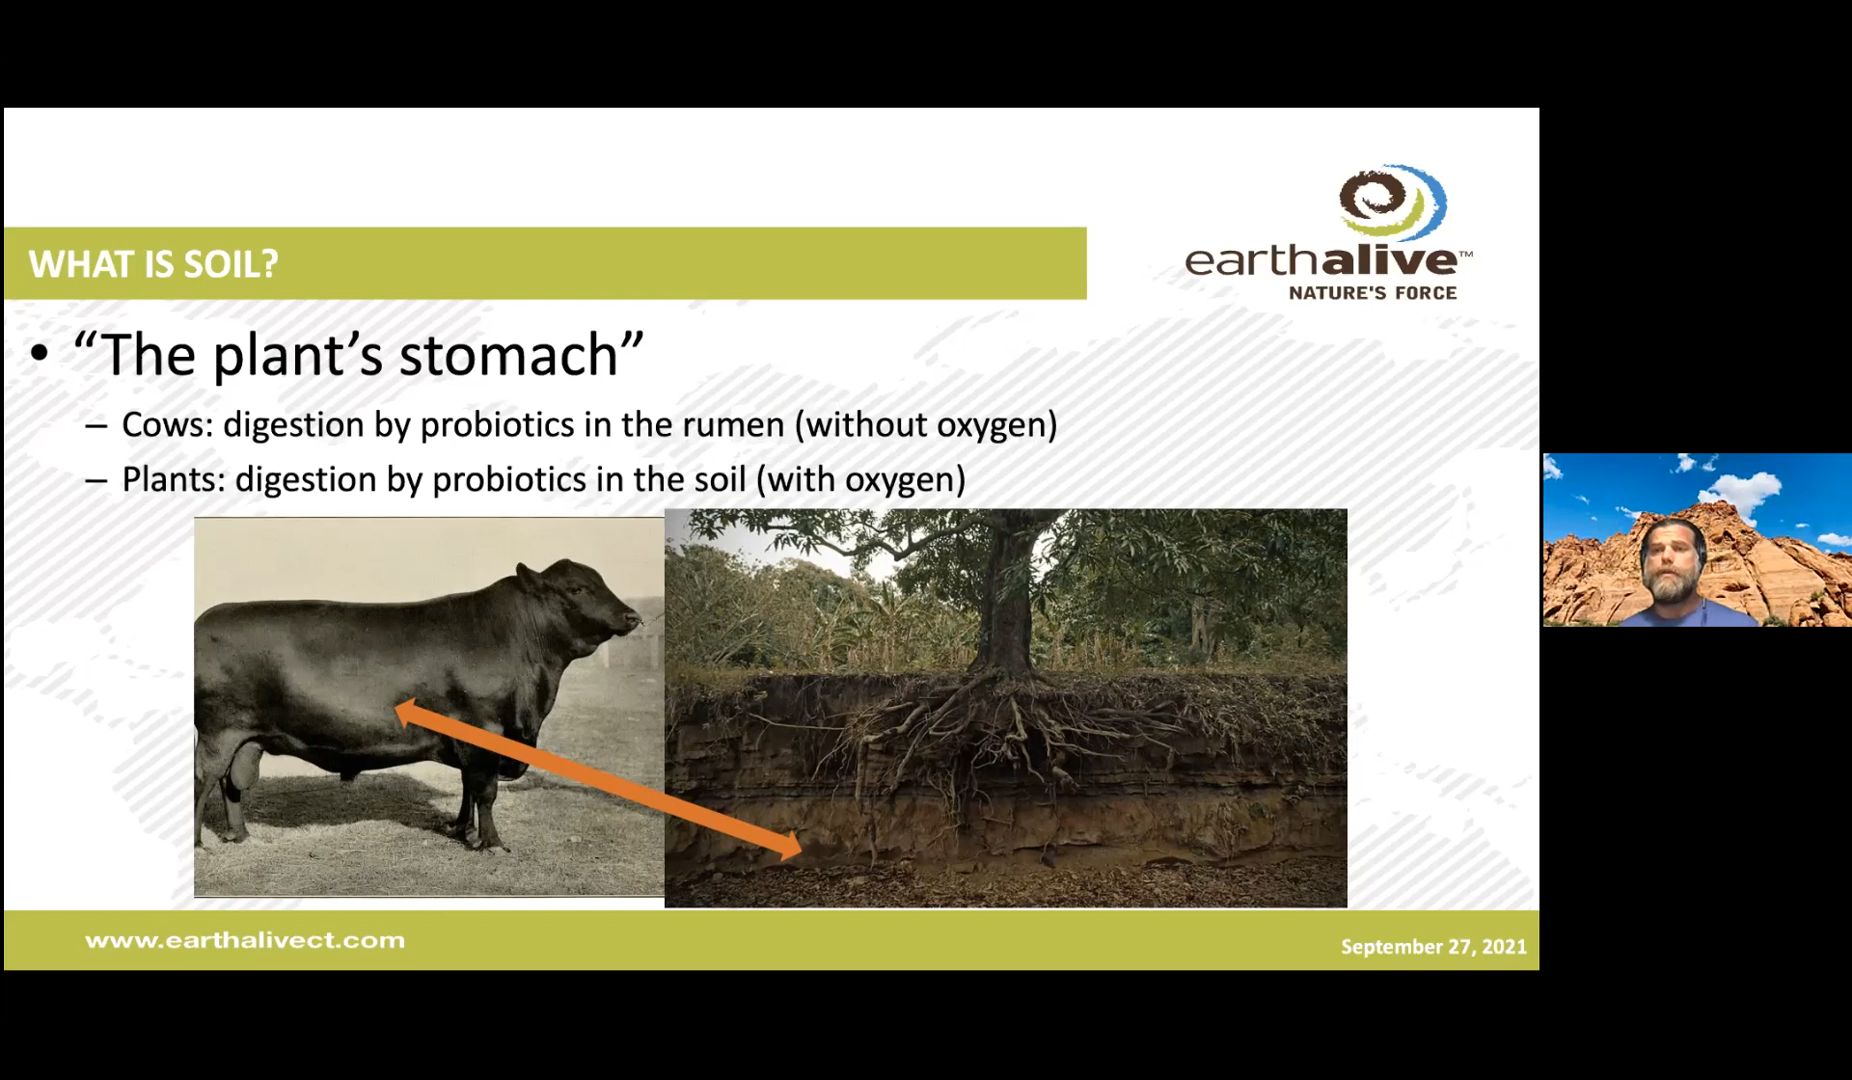 earthalive™
NATURE'S FORCE
WHAT IS SOIL?
• “The plant’s stomach”
– Cows: digestion by probiotics in the rumen (without oxygen)
– Plants: digestion by probiotics in the soil (with oxygen)
www.earthalivect.com
September 27, 2021